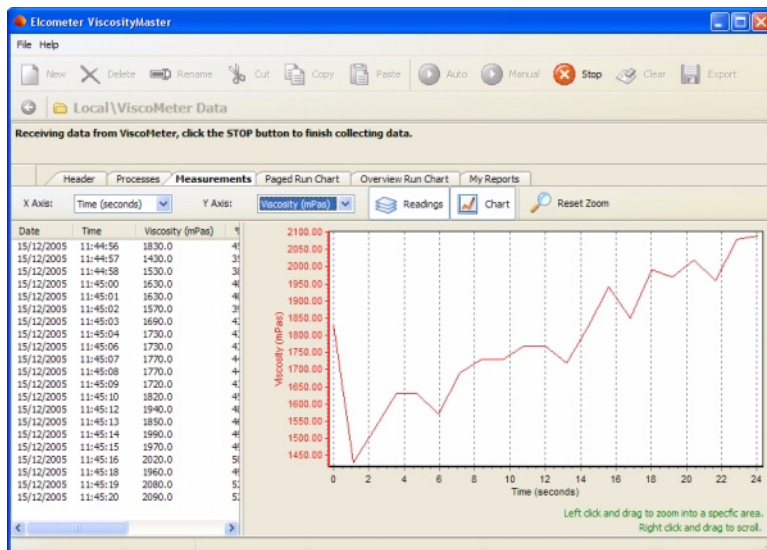 Elcometer ViscosityMaster
File Help
New Delete Rename Cut Copy Paste Auto Manual Stop Clear Export
Local\ViscoMeter Data
Receiving data from ViscoMeter, click the STOP button to finish collecting data.
Header Processes Measurements Paged Run Chart Overview Run Chart My Reports
X Axis: Time (seconds) Y Axis: Viscosity (mPas) Readings Chart Reset Zoom
Date Time Viscosity (mPas)
15/12/2005 11:44:56 1830.0
15/12/2005 11:44:57 1430.0
15/12/2005 11:44:58 1530.0
15/12/2005 11:45:00 1630.0
15/12/2005 11:45:01 1630.0
15/12/2005 11:45:02 1570.0
15/12/2005 11:45:03 1690.0
15/12/2005 11:45:04 1730.0
15/12/2005 11:45:06 1730.0
15/12/2005 11:45:07 1770.0
15/12/2005 11:45:08 1770.0
15/12/2005 11:45:09 1720.0
15/12/2005 11:45:10 1820.0
15/12/2005 11:45:12 1940.0
15/12/2005 11:45:13 1850.0
15/12/2005 11:45:14 1990.0
15/12/2005 11:45:15 1970.0
15/12/2005 11:45:16 2020.0
15/12/2005 11:45:18 1960.0
15/12/2005 11:45:19 2080.0
15/12/2005 11:45:20 2090.0
Viscosity (mPas)
2100.00
2050.00
2000.00
1950.00
1900.00
1850.00
1800.00
1750.00
1700.00
1650.00
1600.00
1550.00
1500.00
1450.00
0 2 4 6 8 10 12 14 16 18 20 22 24
Time (seconds)
Left click and drag to zoom into a specfic area.
Right click and drag to scroll.